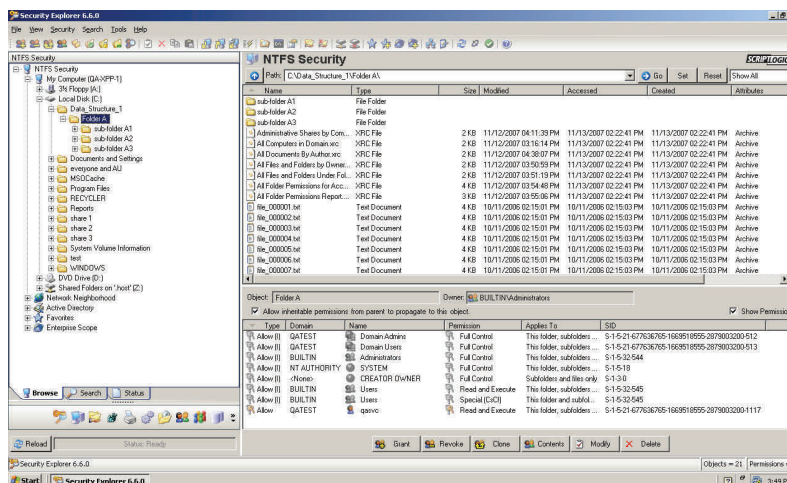 Security Explorer 6.6.0
File View Security Search Tools Help
NTFS Security
NTFS Security
My Computer (QA-XPP-1)
3½ Floppy (A:)
Local Disk (C:)
Data_Structure_1
Folder A
sub-folder A1
sub-folder A2
sub-folder A3
Documents and Settings
everyone and AU
MSOCache
Program Files
RECYCLER
Reports
share 1
share 2
share 3
System Volume Information
test
WINDOWS
DVD Drive (D:)
Shared Folders on '.host' (Z:)
Network Neighborhood
Active Directory
Favorites
Enterprise Scope
Browse Search Status
Reload Status: Ready
NTFS Security SCRIPTLOGIC
Path: C:\Data_Structure_1\Folder A\ Go Set Reset Show All
Name Type Size Modified Accessed Created Attributes
sub-folder A1 File Folder
sub-folder A2 File Folder
sub-folder A3 File Folder
Administrative Shares by Com... XRC File 2 KB 11/12/2007 04:11:39 PM 11/13/2007 02:22:41 PM 11/13/2007 02:22:41 PM Archive
All Computers in Domain.xrc XRC File 2 KB 11/12/2007 03:16:14 PM 11/13/2007 02:22:41 PM 11/13/2007 02:22:41 PM Archive
All Documents By Author.xrc XRC File 2 KB 11/12/2007 04:38:07 PM 11/13/2007 02:22:41 PM 11/13/2007 02:22:41 PM Archive
All Files and Folders by Owner... XRC File 2 KB 11/12/2007 03:50:59 PM 11/13/2007 02:22:41 PM 11/13/2007 02:22:41 PM Archive
All Files and Folders Under Fol... XRC File 2 KB 11/12/2007 03:51:19 PM 11/13/2007 02:22:41 PM 11/13/2007 02:22:41 PM Archive
All Folder Permissions for Acc... XRC File 4 KB 11/12/2007 03:54:48 PM 11/13/2007 02:22:41 PM 11/13/2007 02:22:41 PM Archive
All Folder Permissions Report.... XRC File 3 KB 11/12/2007 03:55:06 PM 11/13/2007 02:22:41 PM 11/13/2007 02:22:41 PM Archive
file_000001.txt Text Document 4 KB 10/11/2006 02:15:01 PM 10/11/2006 02:15:03 PM 10/11/2006 02:15:03 PM Archive
file_000002.txt Text Document 4 KB 10/11/2006 02:15:01 PM 10/11/2006 02:15:03 PM 10/11/2006 02:15:03 PM Archive
file_000003.txt Text Document 4 KB 10/11/2006 02:15:01 PM 10/11/2006 02:15:03 PM 10/11/2006 02:15:03 PM Archive
file_000004.txt Text Document 4 KB 10/11/2006 02:15:01 PM 10/11/2006 02:15:03 PM 10/11/2006 02:15:03 PM Archive
file_000005.txt Text Document 4 KB 10/11/2006 02:15:01 PM 10/11/2006 02:15:03 PM 10/11/2006 02:15:03 PM Archive
file_000006.txt Text Document 4 KB 10/11/2006 02:15:01 PM 10/11/2006 02:15:03 PM 10/11/2006 02:15:03 PM Archive
file_000007.txt Text Document 4 KB 10/11/2006 02:15:01 PM 10/11/2006 02:15:03 PM 10/11/2006 02:15:03 PM Archive
Object: Folder A Owner: BUILTIN\Administrators
Allow inheritable permissions from parent to propagate to this object. Show Permissio
Type Domain Name Permission Applies To SID
Allow (I) QATEST Domain Admins Full Control This folder, subfolders ... S-1-5-21-677636765-1669518555-2879003200-512
Allow (I) QATEST Domain Users Full Control This folder, subfolders ... S-1-5-21-677636765-1669518555-2879003200-513
Allow (I) BUILTIN Administrators Full Control This folder, subfolders ... S-1-5-32-544
Allow (I) NT AUTHORITY SYSTEM Full Control This folder, subfolders ... S-1-5-18
Allow (I) <None> CREATOR OWNER Full Control Subfolders and files only S-1-3-0
Allow (I) BUILTIN Users Read and Execute This folder, subfolders ... S-1-5-32-545
Allow (I) BUILTIN Users Special (CsCl) This folder and subfol... S-1-5-32-545
Allow QATEST qasvc Read and Execute This folder, subfolders ... S-1-5-21-677636765-1669518555-2879003200-1117
Grant Revoke Clone Contents Modify Delete
Security Explorer 6.6.0 Objects = 21 Permissions =
Start Security Explorer 6.6.0 3:49 P